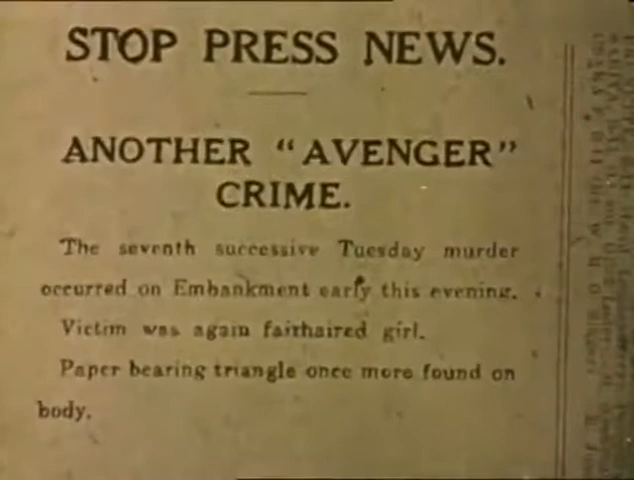 STOP PRESS NEWS.
ANOTHER "AVENGER"
CRIME.
The seventh successive Tuesday murder
occurred on Embankment early this evening.
Victim was again fairhaired girl.
Paper bearing triangle once more found on
body.